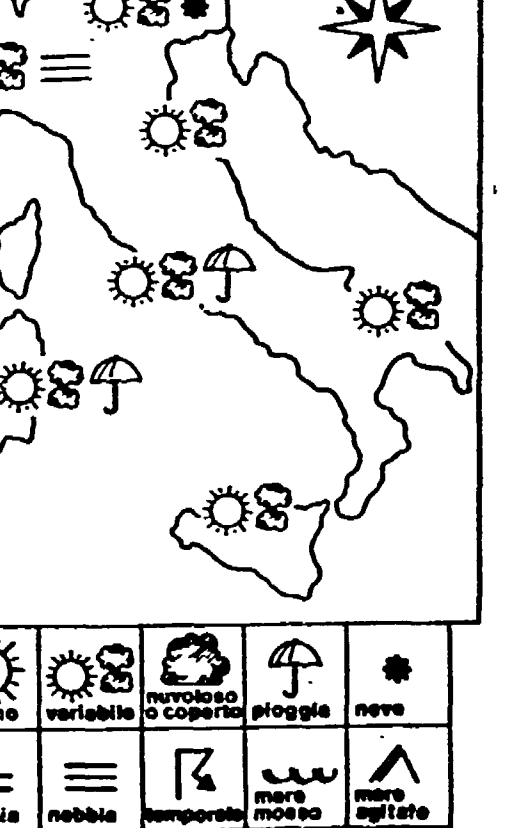 variabile
nuvoloso
o coperto
pioggia
neve
nebbia
temporale
mare
mosso
mare
agitato